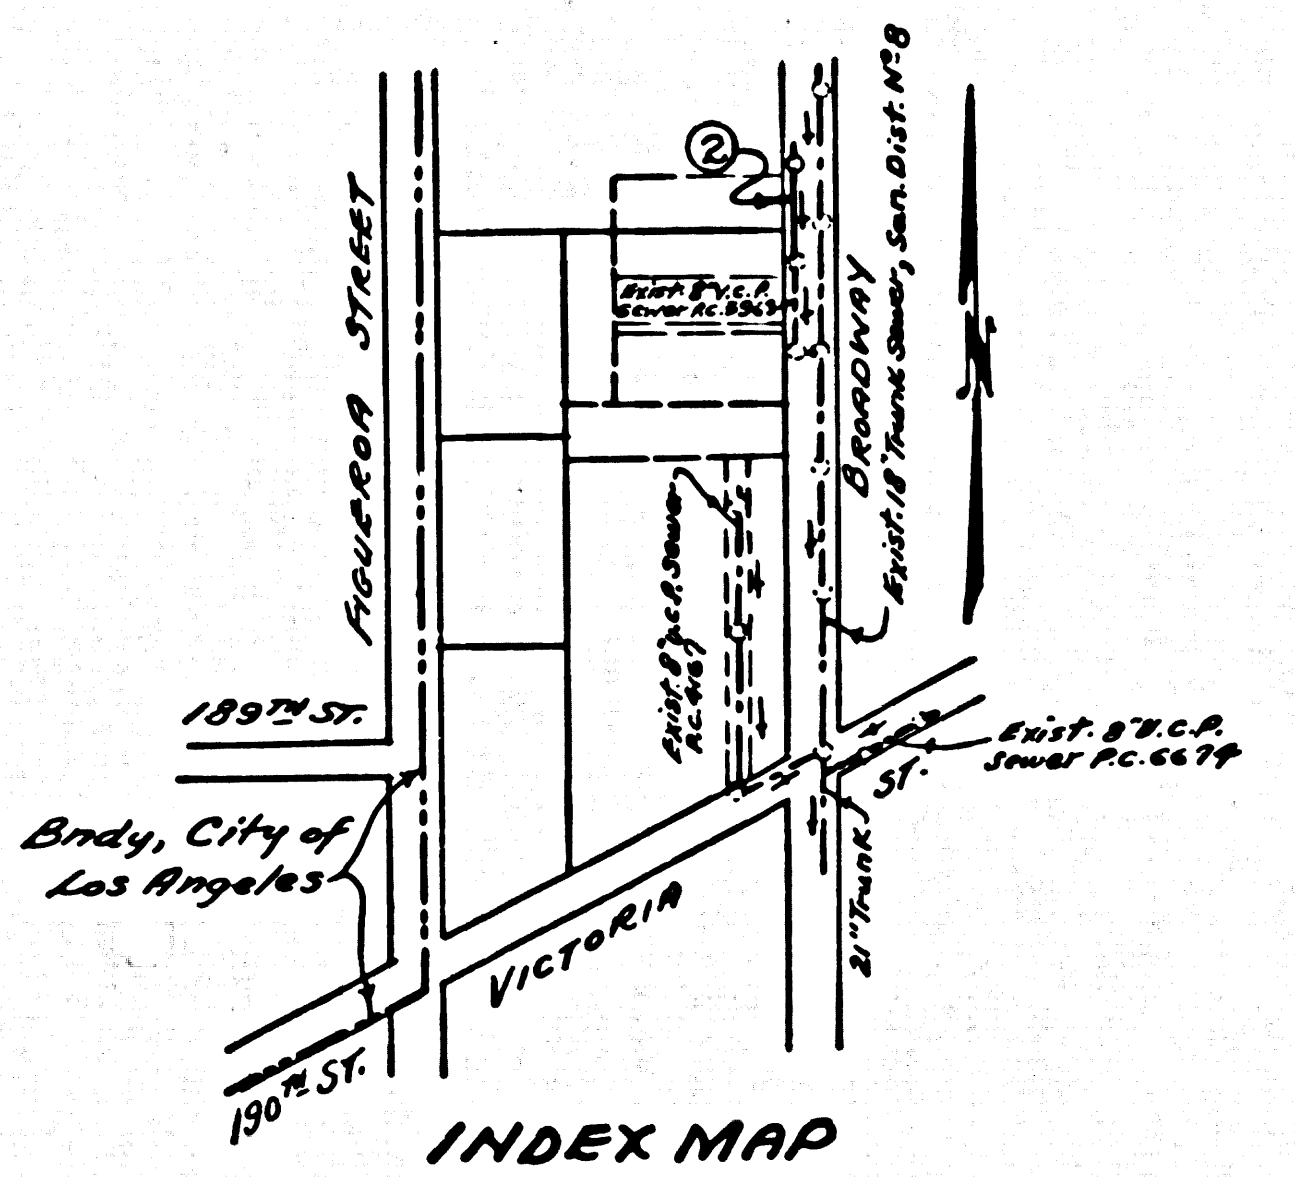 2
FIGUEROA STREET
Exist. 8" V.C.P.
Sewer P.C. 5963
BROADWAY
Exist. 18" Trunk Sewer, San. Dist. No 8
N
Exist. 8" A.C.P. Sewer
P.C. 4167
189TH ST.
Exist. 8" V.C.P.
Sewer P.C. 6674
Bndy, City of
Los Angeles
VICTORIA ST.
21" Trunk
190TH ST.
INDEX MAP